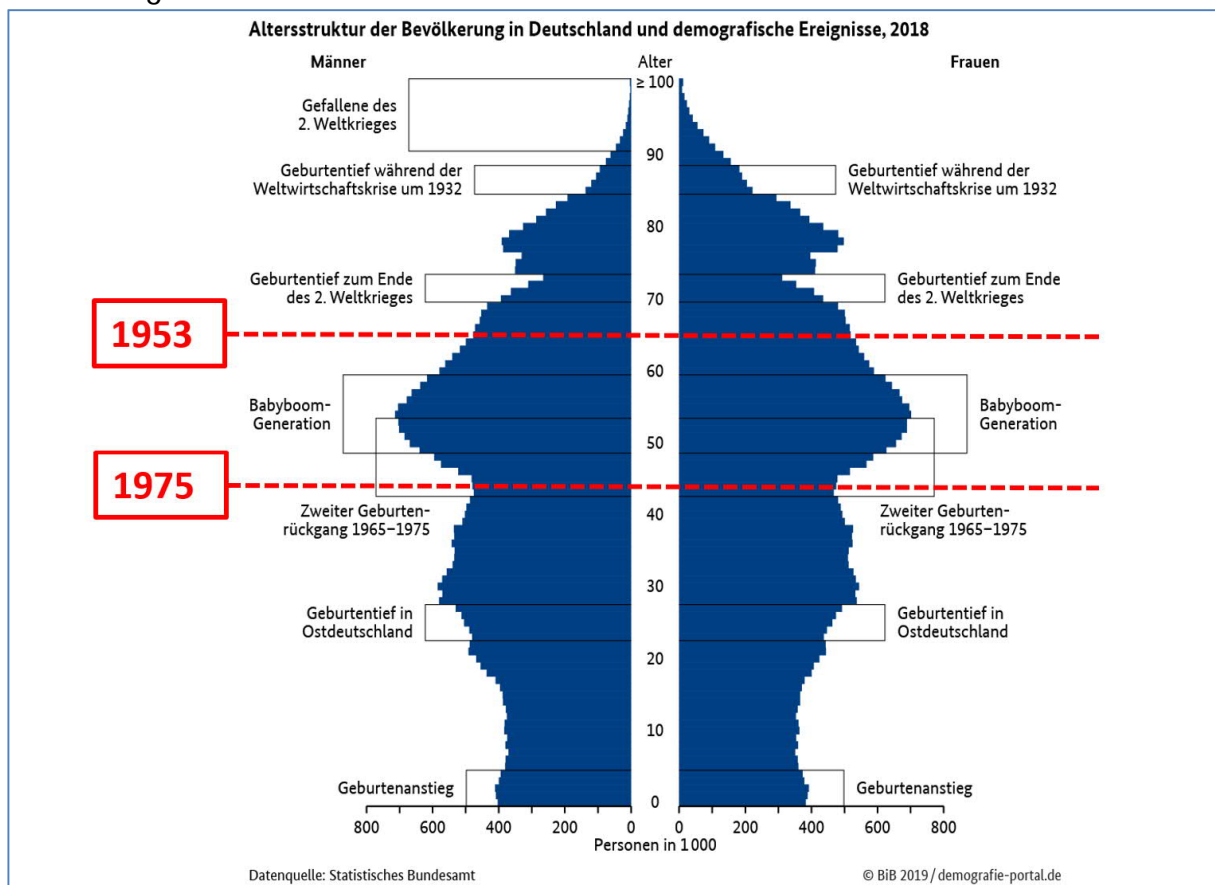 Altersstruktur der Bevölkerung in Deutschland und demografische Ereignisse, 2018
Männer
Alter
Frauen
≥ 100
Gefallene des
2. Weltkrieges
90
Geburtentief während der
Weltwirtschaftskrise um 1932
Geburtentief während der
Weltwirtschaftskrise um 1932
80
Geburtentief zum Ende
des 2. Weltkrieges
Geburtentief zum Ende
des 2. Weltkrieges
70
1953
60
Babyboom-
Generation
Babyboom-
Generation
50
1975
Zweiter Geburten-
rückgang 1965–1975
Zweiter Geburten-
rückgang 1965–1975
40
30
Geburtentief in
Ostdeutschland
Geburtentief in
Ostdeutschland
20
10
Geburtenanstieg
Geburtenanstieg
0
800 600 400 200 0 0 200 400 600 800
Personen in 1 000
Datenquelle: Statistisches Bundesamt
© BiB 2019 / demografie-portal.de